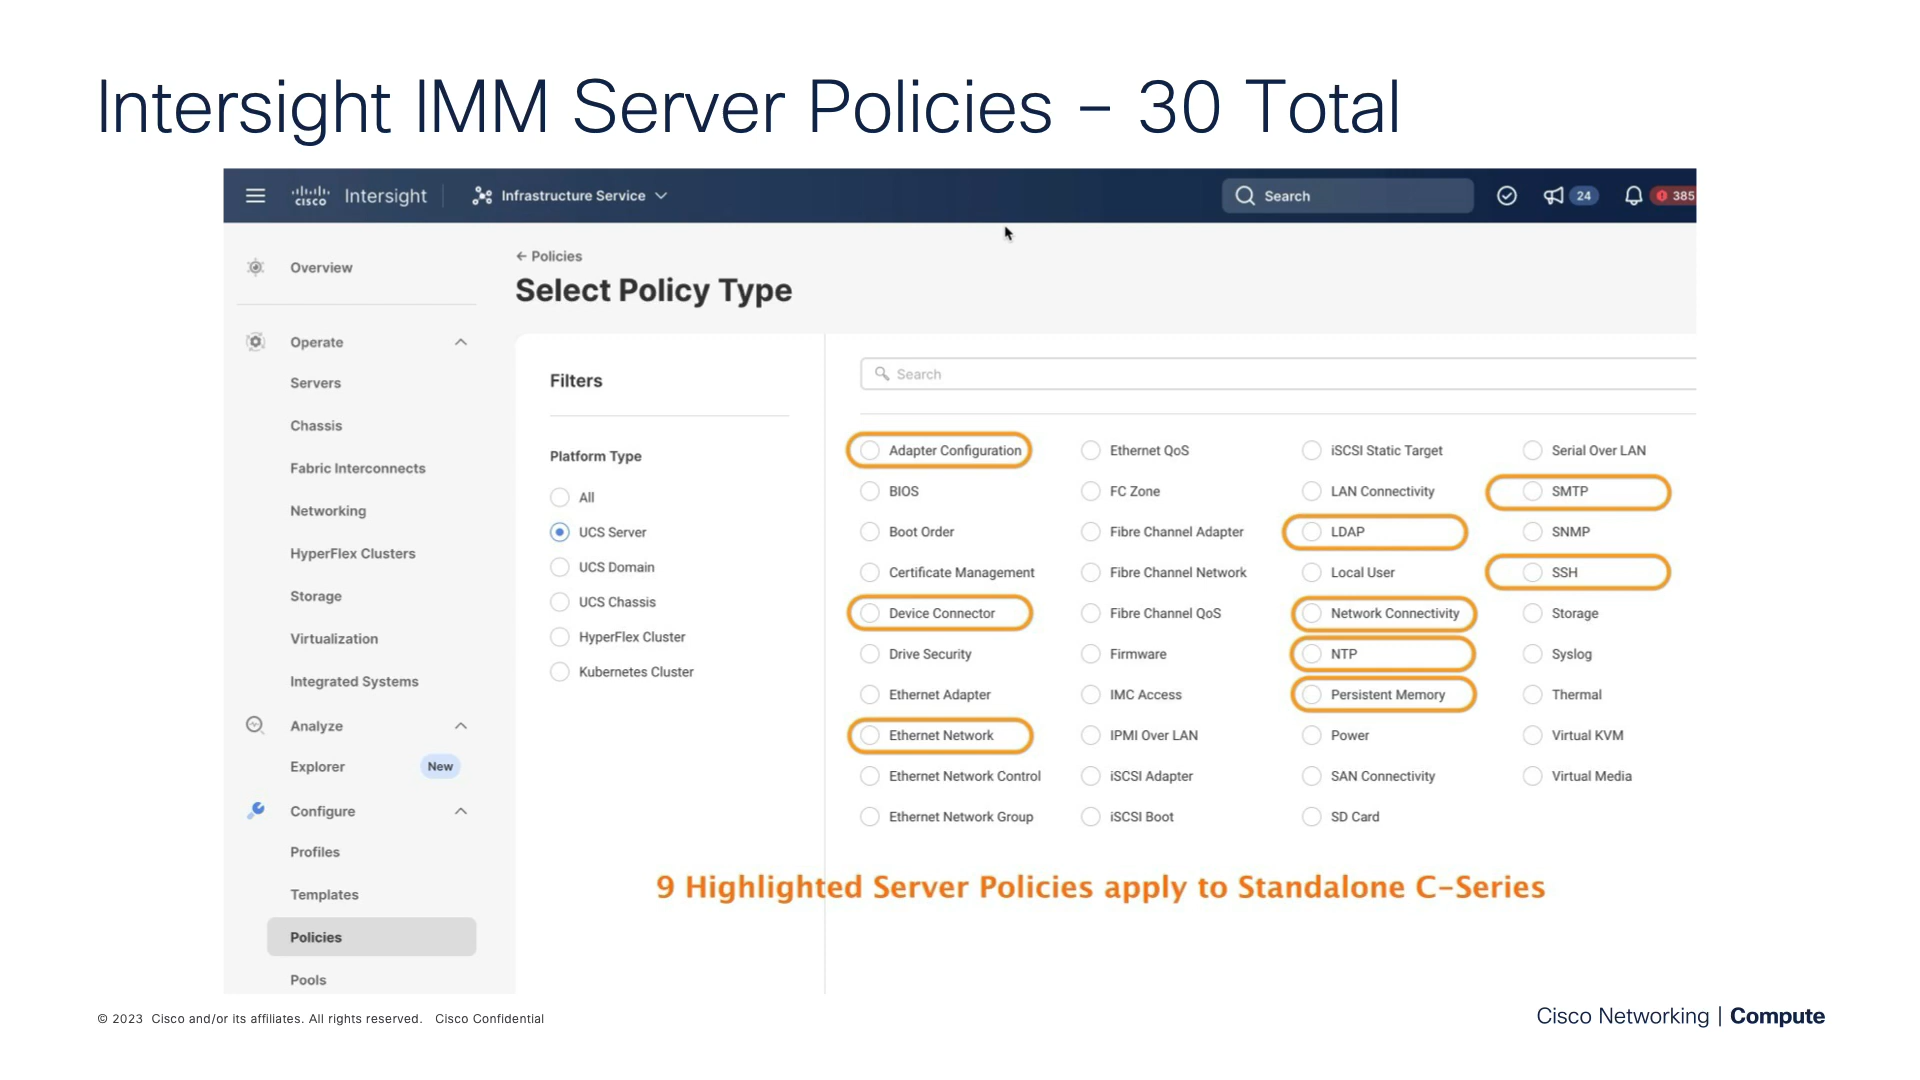 Intersight IMM Server Policies – 30 Total
cisco Intersight
Infrastructure Service
Search
24
385
Overview
Operate
Servers
Chassis
Fabric Interconnects
Networking
HyperFlex Clusters
Storage
Virtualization
Integrated Systems
Analyze
Explorer New
Configure
Profiles
Templates
Policies
Pools
← Policies
Select Policy Type
Filters
Platform Type
All
UCS Server
UCS Domain
UCS Chassis
HyperFlex Cluster
Kubernetes Cluster
Search
Adapter Configuration
BIOS
Boot Order
Certificate Management
Device Connector
Drive Security
Ethernet Adapter
Ethernet Network
Ethernet Network Control
Ethernet Network Group
Ethernet QoS
FC Zone
Fibre Channel Adapter
Fibre Channel Network
Fibre Channel QoS
Firmware
IMC Access
IPMI Over LAN
iSCSI Adapter
iSCSI Boot
iSCSI Static Target
LAN Connectivity
LDAP
Local User
Network Connectivity
NTP
Persistent Memory
Power
SAN Connectivity
SD Card
Serial Over LAN
SMTP
SNMP
SSH
Storage
Syslog
Thermal
Virtual KVM
Virtual Media
9 Highlighted Server Policies apply to Standalone C-Series
© 2023 Cisco and/or its affiliates. All rights reserved. Cisco Confidential
Cisco Networking | Compute